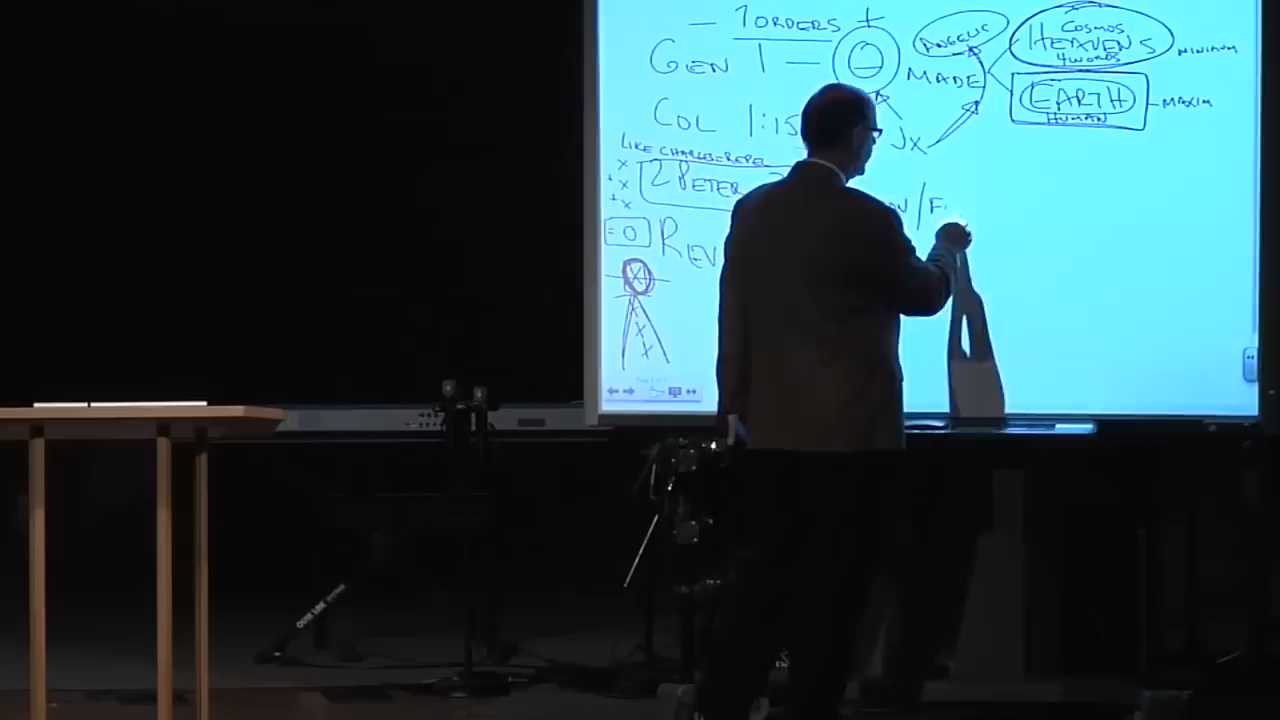 — 7 ORDERS +
GEN 1 — Θ MADE
ANGELIC
COSMOS
HEAVENS
4 WORDS
MINIMUM
EARTH
HUMAN
MAXIM
COL 1:15
JX
LIKE CHARGES = REPEL
2 PETER
= 0
REV